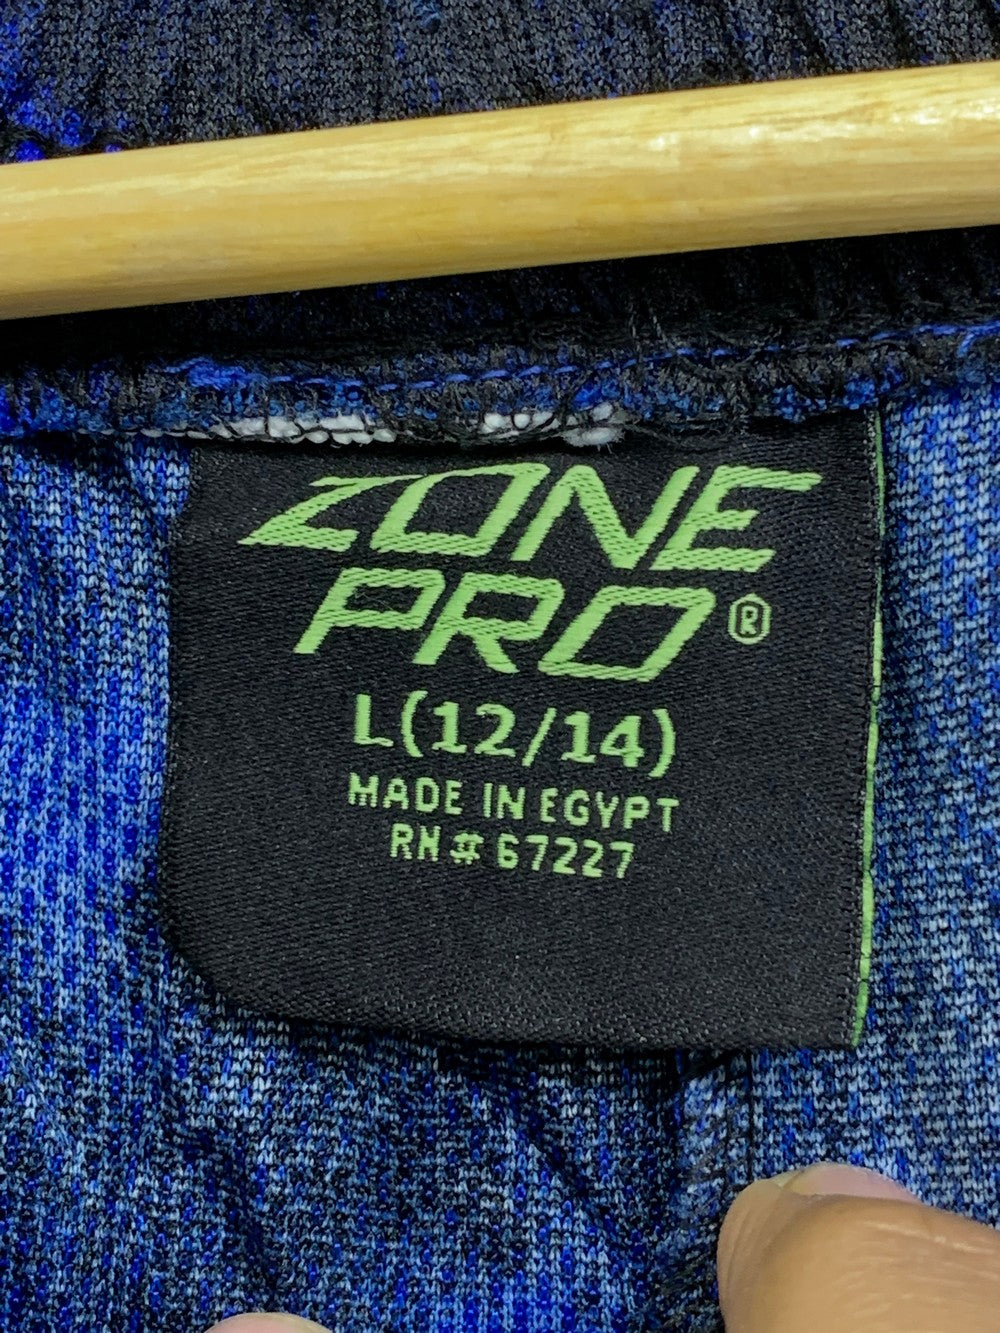 ZONE
PRO®
L(12/14)
MADE IN EGYPT
RN # 67227